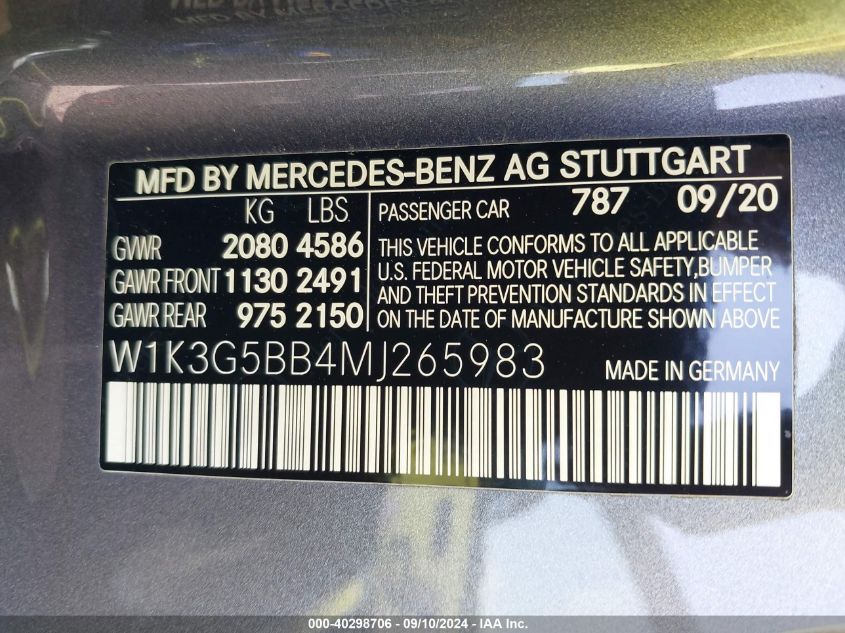 MFD BY MERCEDES-BENZ AG STUTTGART
KG LBS
GVWR 2080 4586
GAWR FRONT 1130 2491
GAWR REAR 975 2150
PASSENGER CAR 787 09/20
THIS VEHICLE CONFORMS TO ALL APPLICABLE
U.S. FEDERAL MOTOR VEHICLE SAFETY,BUMPER
AND THEFT PREVENTION STANDARDS IN EFFECT
ON THE DATE OF MANUFACTURE SHOWN ABOVE
W1K3G5BB4MJ265983
MADE IN GERMANY
000-40298706 - 09/10/2024 - IAA Inc.